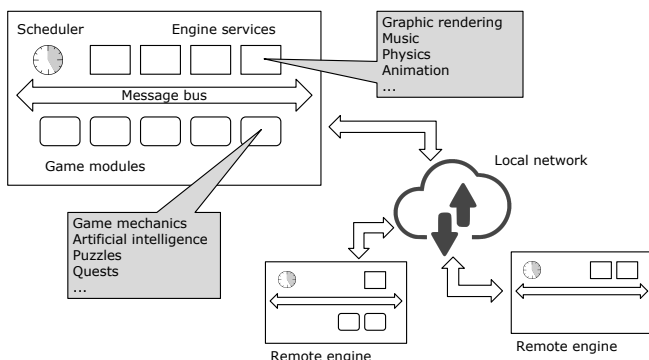 Scheduler
Engine services
Graphic rendering
Music
Physics
Animation
...
Message bus
Game modules
Local network
Game mechanics
Artificial intelligence
Puzzles
Quests
...
Remote engine
Remote engine